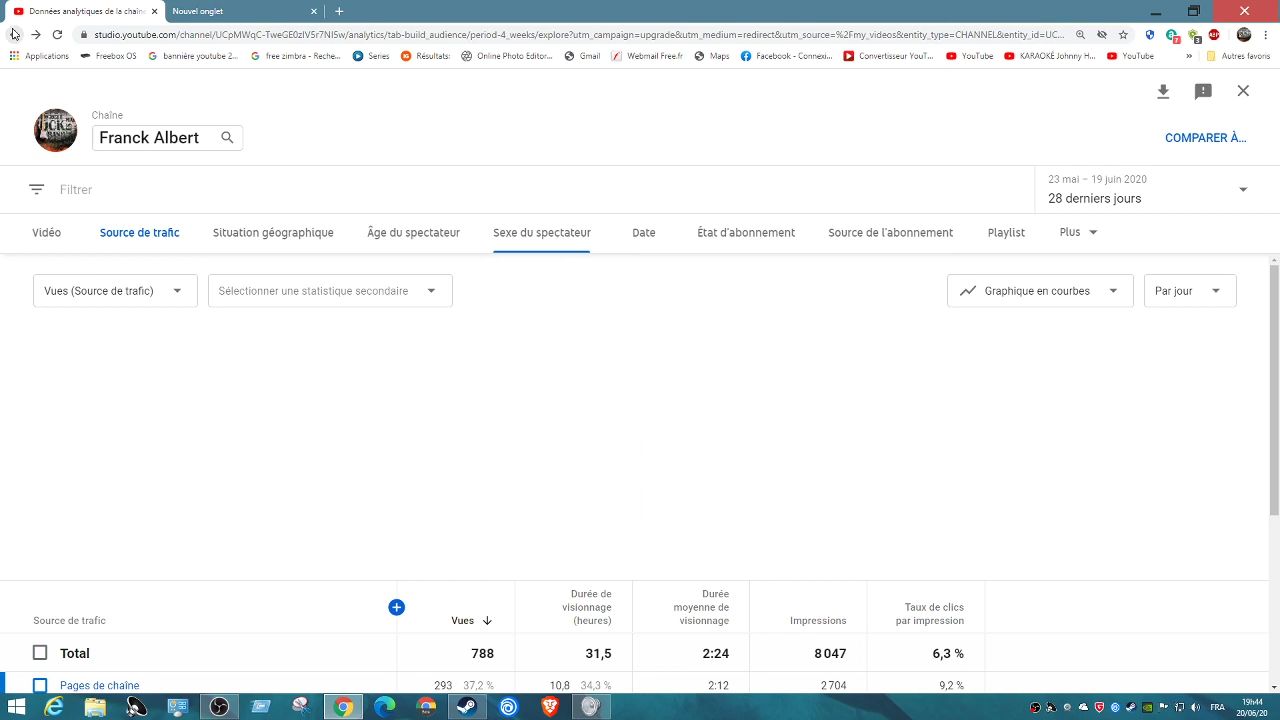 Données analytiques de la chaîne
Nouvel onglet
studio.youtube.com/channel/UCpMWqC-TweGE0zIVSr7NI5w/analytics/tab-build_audience/period-4_weeks/explore?utm_campaign=upgrade&utm_medium=redirect&utm_source=%2Fmy_videos&entity_type=CHANNEL&entity_id=UC...
Applications Freebox OS bannière youtube 2... free zimbra - Reche... Series Résultats Online Photo Editor... Gmail Webmail Free.fr Maps Facebook - Connexi... Convertisseur YouT... YouTube KARAOKÉ Johnny H... YouTube » Autres favoris
Chaîne
Franck Albert
COMPARER À...
Filtrer
23 mai – 19 juin 2020
28 derniers jours
Vidéo Source de trafic Situation géographique Âge du spectateur Sexe du spectateur Date État d'abonnement Source de l'abonnement Playlist Plus
Vues (Source de trafic) Sélectionner une statistique secondaire Graphique en courbes Par jour
Source de trafic
Vues
Durée de
visionnage
(heures)
Durée
moyenne de
visionnage
Impressions
Taux de clics
par impression
Total 788 31,5 2:24 8 047 6,3 %
Pages de chaîne 293 37,2 % 10,8 34,3 % 2:12 2 704 9,2 %
FRA
19h44
20/06/20